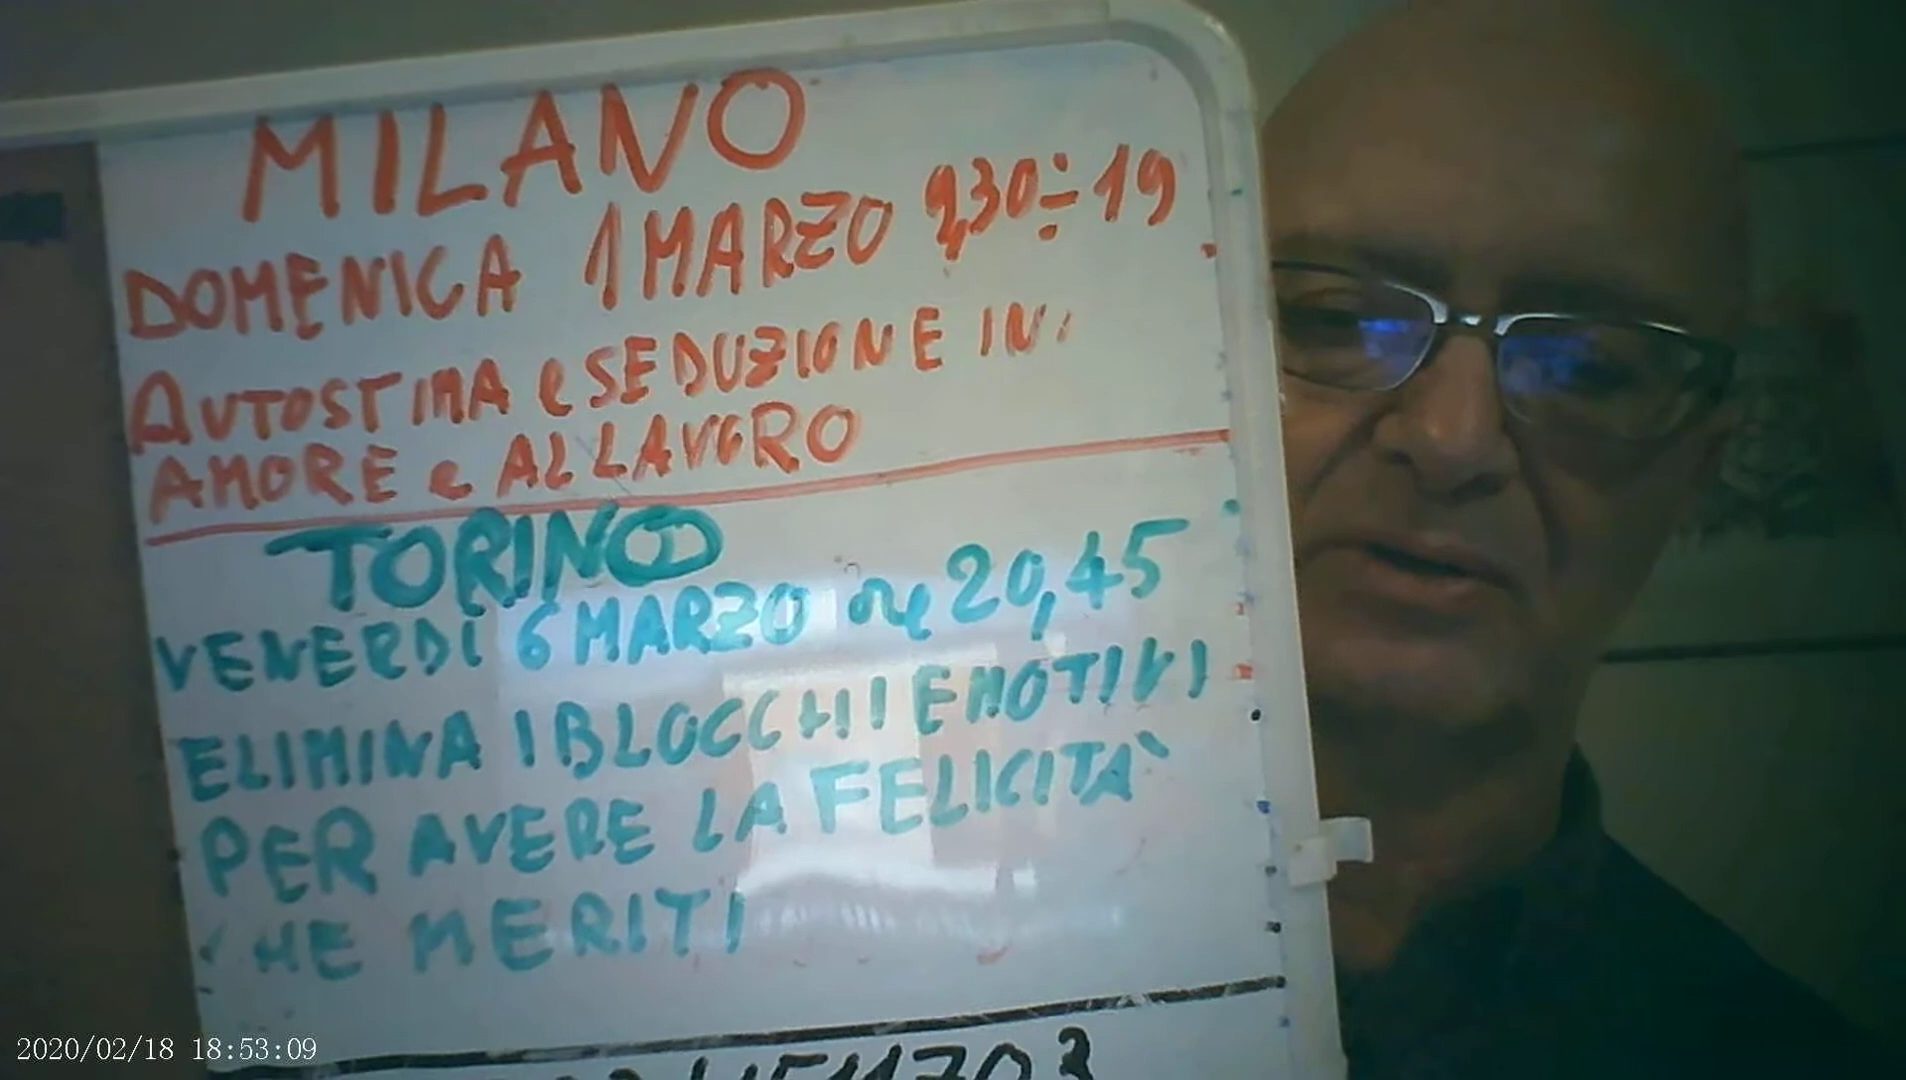 MILANO
DOMENICA 1 MARZO 9,30÷19
AUTOSTIMA e SEDUZIONE IN
AMORE e AL LAVORO
TORINO
VENERDÌ 6 MARZO ore 20,45
ELIMINA I BLOCCHI EMOTIVI
PER AVERE LA FELICITÀ
CHE MERITI
2020/02/18 18:53:09